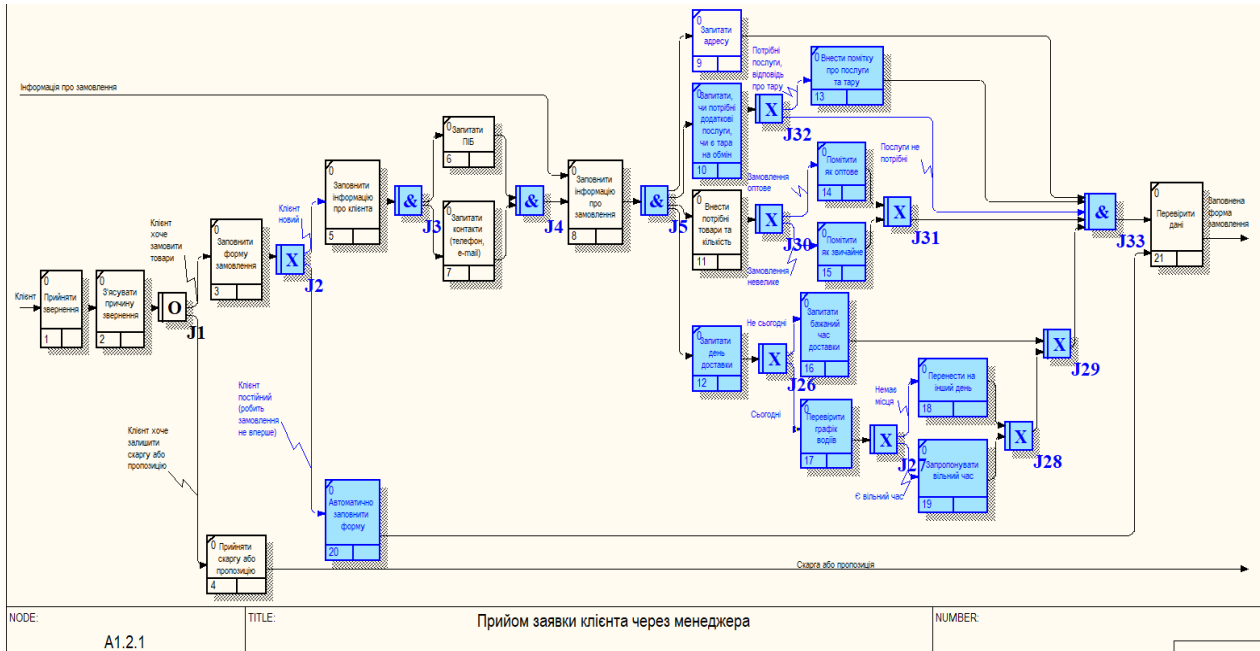 Інформація про замовлення
Клієнт
0
Прийняти
звернення
1
0
З'ясувати
причину
звернення
2
O
J1
Клієнт
хоче
замовити
товари
Клієнт хоче
залишити
скаргу або
пропозицію
0
Заповнити
форму
замовлення
3
0
Прийняти
скаргу або
пропозицію
4
X
J2
Клієнт
новий
Клієнт
постійний
(робить
замовлення
не вперше)
0
Заповнити
інформацію
про клієнта
5
0
Автоматично
заповнити
форму
20
&
J3
0
Запитати
ПІБ
6
0
Запитати
контакти
(телефон,
e-mail)
7
&
J4
0
Заповнити
інформацію
про
замовлення
8
&
J5
0
Запитати
адресу
9
0
Запитати,
чи потрібні
додаткові
послуги,
чи є тара
на обмін
10
0
Внести
потрібні
товари та
кількість
11
0
Запитати
день
доставки
12
Потрібні
послуги,
відповідь
про тару
X
J32
0
Внести помітку
про послуги
та тару
13
Послуги не
потрібні
Замовлення
оптове
X
J30
Замовлення
невелике
0
Помітити
як оптове
14
0
Помітити
як звичайне
15
X
J31
Не сьогодні
X
J26
Сьогодні
0
Запитати
бажаний
час
доставки
16
0
Перевірити
графік
водіїв
17
Немає
місця
X
J27
Є вільний час
0
Перенести на
інший день
18
0
Запропонувати
вільний час
19
X
J28
X
J29
&
J33
0
Перевірити
дані
21
Заповнена
форма
замовлення
Скарга або пропозиція
NODE:
A1.2.1
TITLE:
Прийом заявки клієнта через менеджера
NUMBER: